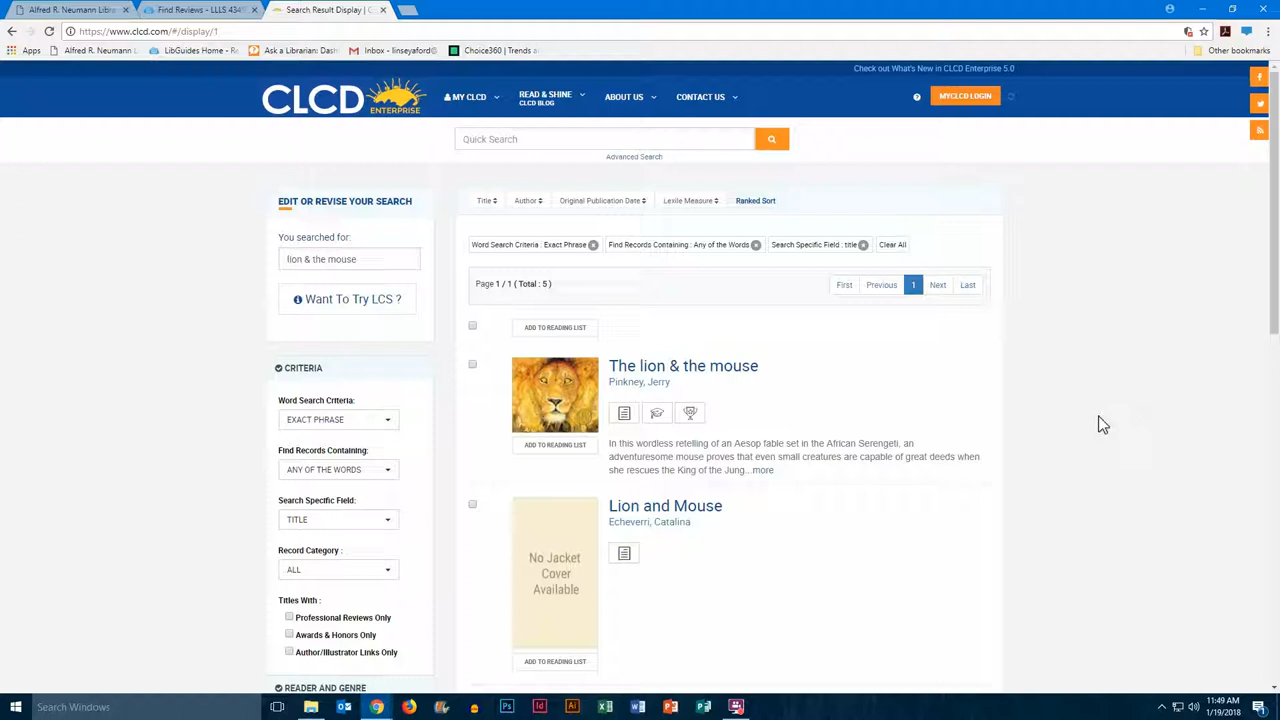 Alfred R. Neumann Library
Find Reviews - LLLS 4349
Search Result Display | C
https://www.clcd.com/#/display/1
Apps
Alfred R. Neumann L
LibGuides Home - Re
Ask a Librarian: Dash
Inbox - linseyaford@
Choice360 | Trends a
Other bookmarks
Check out What's New in CLCD Enterprise 5.0
CLCD
ENTERPRISE
MY CLCD
READ & SHINE
CLCD BLOG
ABOUT US
CONTACT US
MYCLCD LOGIN
Quick Search
Advanced Search
EDIT OR REVISE YOUR SEARCH
You searched for:
lion & the mouse
Want To Try LCS ?
CRITERIA
Word Search Criteria:
EXACT PHRASE
Find Records Containing:
ANY OF THE WORDS
Search Specific Field:
TITLE
Record Category :
ALL
Titles With :
Professional Reviews Only
Awards & Honors Only
Author/Illustrator Links Only
READER AND GENRE
Title
Author
Original Publication Date
Lexile Measure
Ranked Sort
Word Search Criteria : Exact Phrase
Find Records Containing : Any of the Words
Search Specific Field : title
Clear All
Page 1 / 1 ( Total : 5 )
First
Previous
1
Next
Last
ADD TO READING LIST
The lion & the mouse
Pinkney, Jerry
In this wordless retelling of an Aesop fable set in the African Serengeti, an
adventuresome mouse proves that even small creatures are capable of great deeds when
she rescues the King of the Jung...more
ADD TO READING LIST
Lion and Mouse
Echeverri, Catalina
No Jacket
Cover
Available
ADD TO READING LIST
Search Windows
11:49 AM
1/19/2018